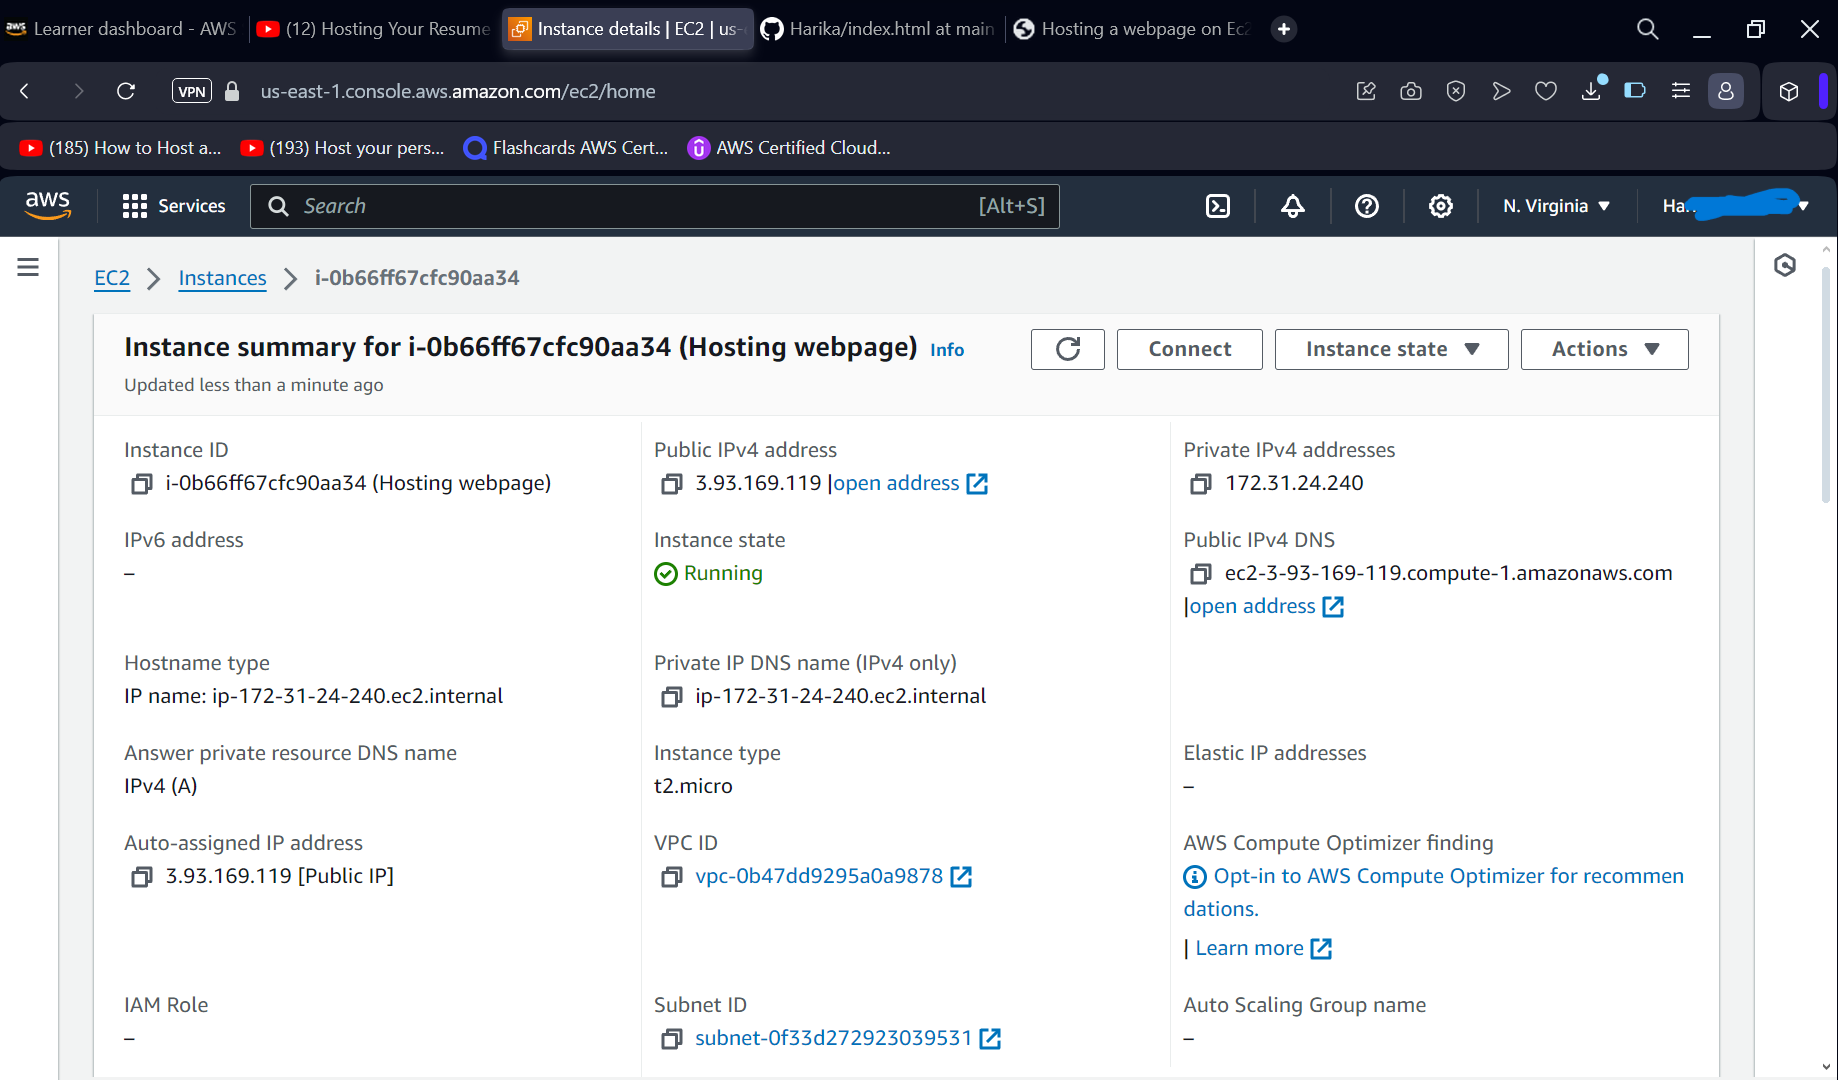 aws Learner dashboard - AWS
(12) Hosting Your Resume
Instance details | EC2 | us-
Harika/index.html at main
Hosting a webpage on Ec2
VPN us-east-1.console.aws.amazon.com/ec2/home
(185) How to Host a...
(193) Host your pers...
Flashcards AWS Cert...
AWS Certified Cloud...
aws Services Search [Alt+S] N. Virginia
EC2 Instances i-0b66ff67cfc90aa34
Instance summary for i-0b66ff67cfc90aa34 (Hosting webpage) Info
Updated less than a minute ago
Connect
Instance state
Actions
Instance ID
i-0b66ff67cfc90aa34 (Hosting webpage)
Public IPv4 address
3.93.169.119 |open address
Private IPv4 addresses
172.31.24.240
IPv6 address
–
Instance state
Running
Public IPv4 DNS
ec2-3-93-169-119.compute-1.amazonaws.com
|open address
Hostname type
IP name: ip-172-31-24-240.ec2.internal
Private IP DNS name (IPv4 only)
ip-172-31-24-240.ec2.internal
Answer private resource DNS name
IPv4 (A)
Instance type
t2.micro
Elastic IP addresses
–
Auto-assigned IP address
3.93.169.119 [Public IP]
VPC ID
vpc-0b47dd9295a0a9878
AWS Compute Optimizer finding
Opt-in to AWS Compute Optimizer for recommen
dations.
| Learn more
IAM Role
–
Subnet ID
subnet-0f33d272923039531
Auto Scaling Group name
–